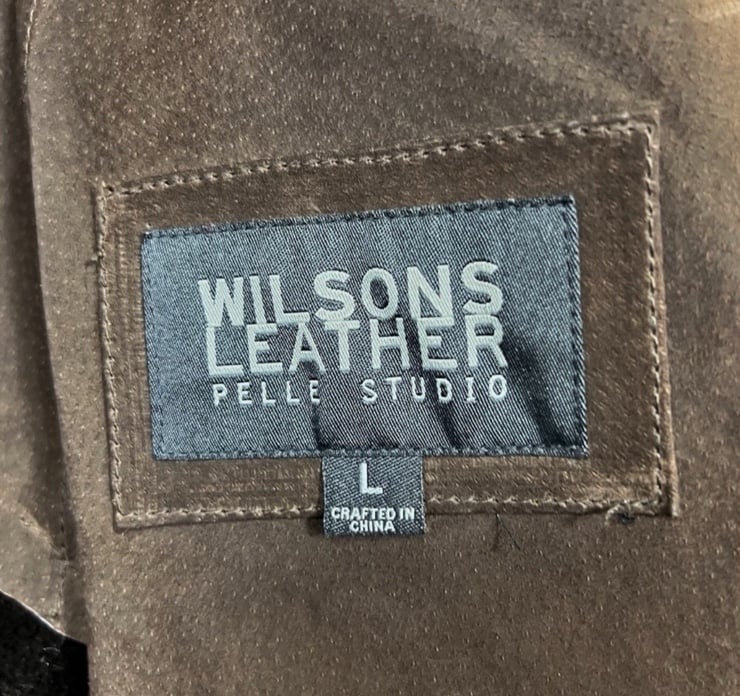 WILSONS
LEATHER
PELLE STUDIO
L
CRAFTED IN
CHINA